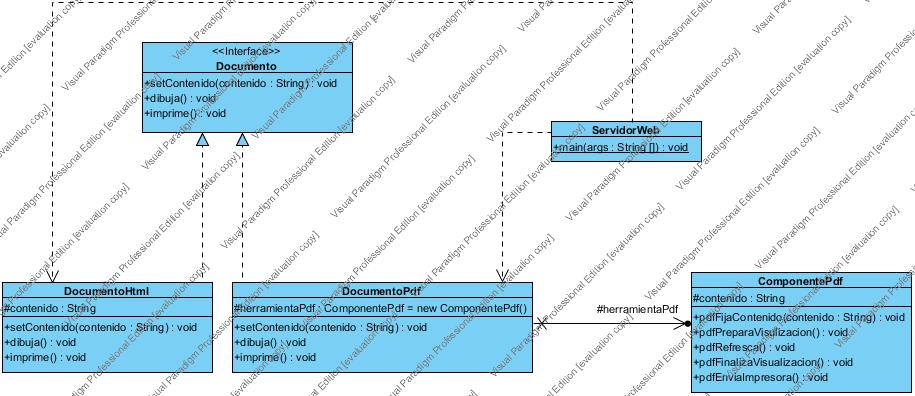 <<Interface>>
Documento
+setContenido(contenido : String) : void
+dibuja() : void
+imprime() : void
ServidorWeb
+main(args : String []) : void
DocumentoHtml
#contenido : String
+setContenido(contenido : String) : void
+dibuja() : void
+imprime() : void
DocumentoPdf
#herramientaPdf : ComponentePdf = new ComponentePdf()
+setContenido(contenido : String) : void
+dibuja() : void
+imprime() : void
#herramientaPdf
ComponentePdf
#contenido : String
+pdfFijaContenido(contenido : String) : void
+pdfPreparaVisulizacion() : void
+pdfRefresca() : void
+pdfFinalizaVisualizacion() : void
+pdfEnviaImpresora() : void
Visual Paradigm Professional Edition [evaluation copy]